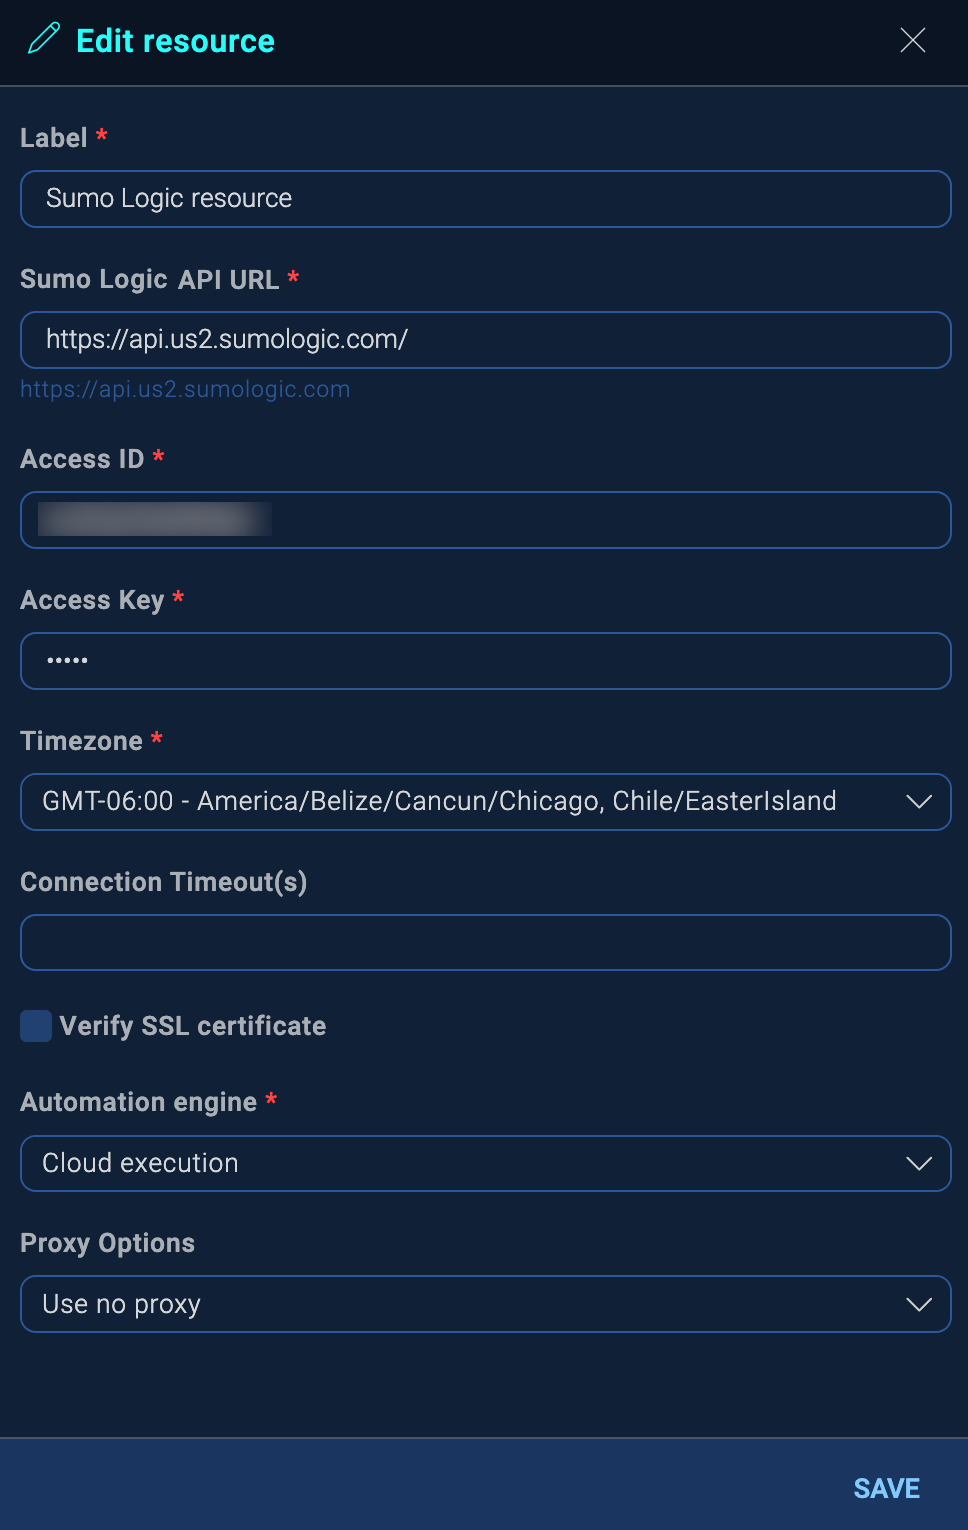 Edit resource
Label *
Sumo Logic resource
Sumo Logic API URL *
https://api.us2.sumologic.com/
https://api.us2.sumologic.com
Access ID *
Access Key *
•••••
Timezone *
GMT-06:00 - America/Belize/Cancun/Chicago, Chile/EasterIsland
Connection Timeout(s)
Verify SSL certificate
Automation engine *
Cloud execution
Proxy Options
Use no proxy
SAVE